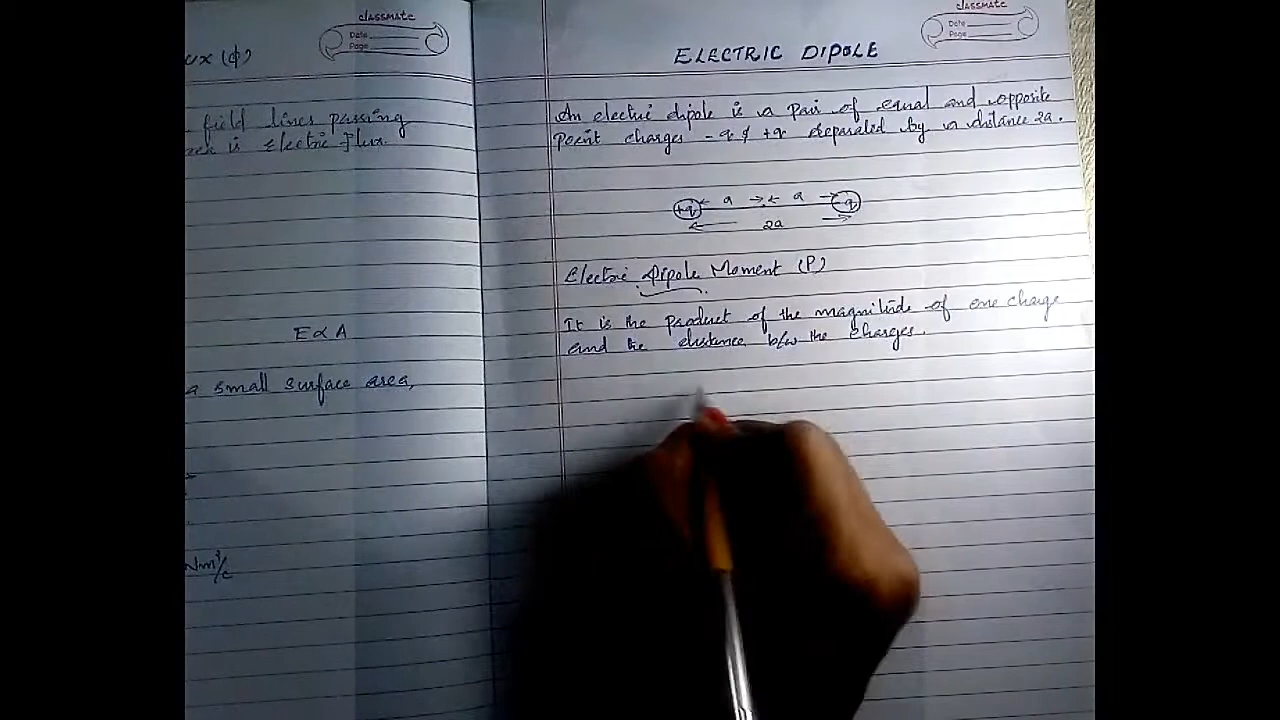 classmate
Date
Page
ux (ϕ)
field lines passing
is electric flux.
E∝A
a small surface area,
classmate
Date
Page
ELECTRIC DIPOLE
An electric dipole is a pair of equal and opposite
point charges -q & +q separated by a distance 2a.
+q a a -q
2a
Electric Dipole Moment (P)
It is the product of the magnitude of one charge
and the distance b/w the charges.